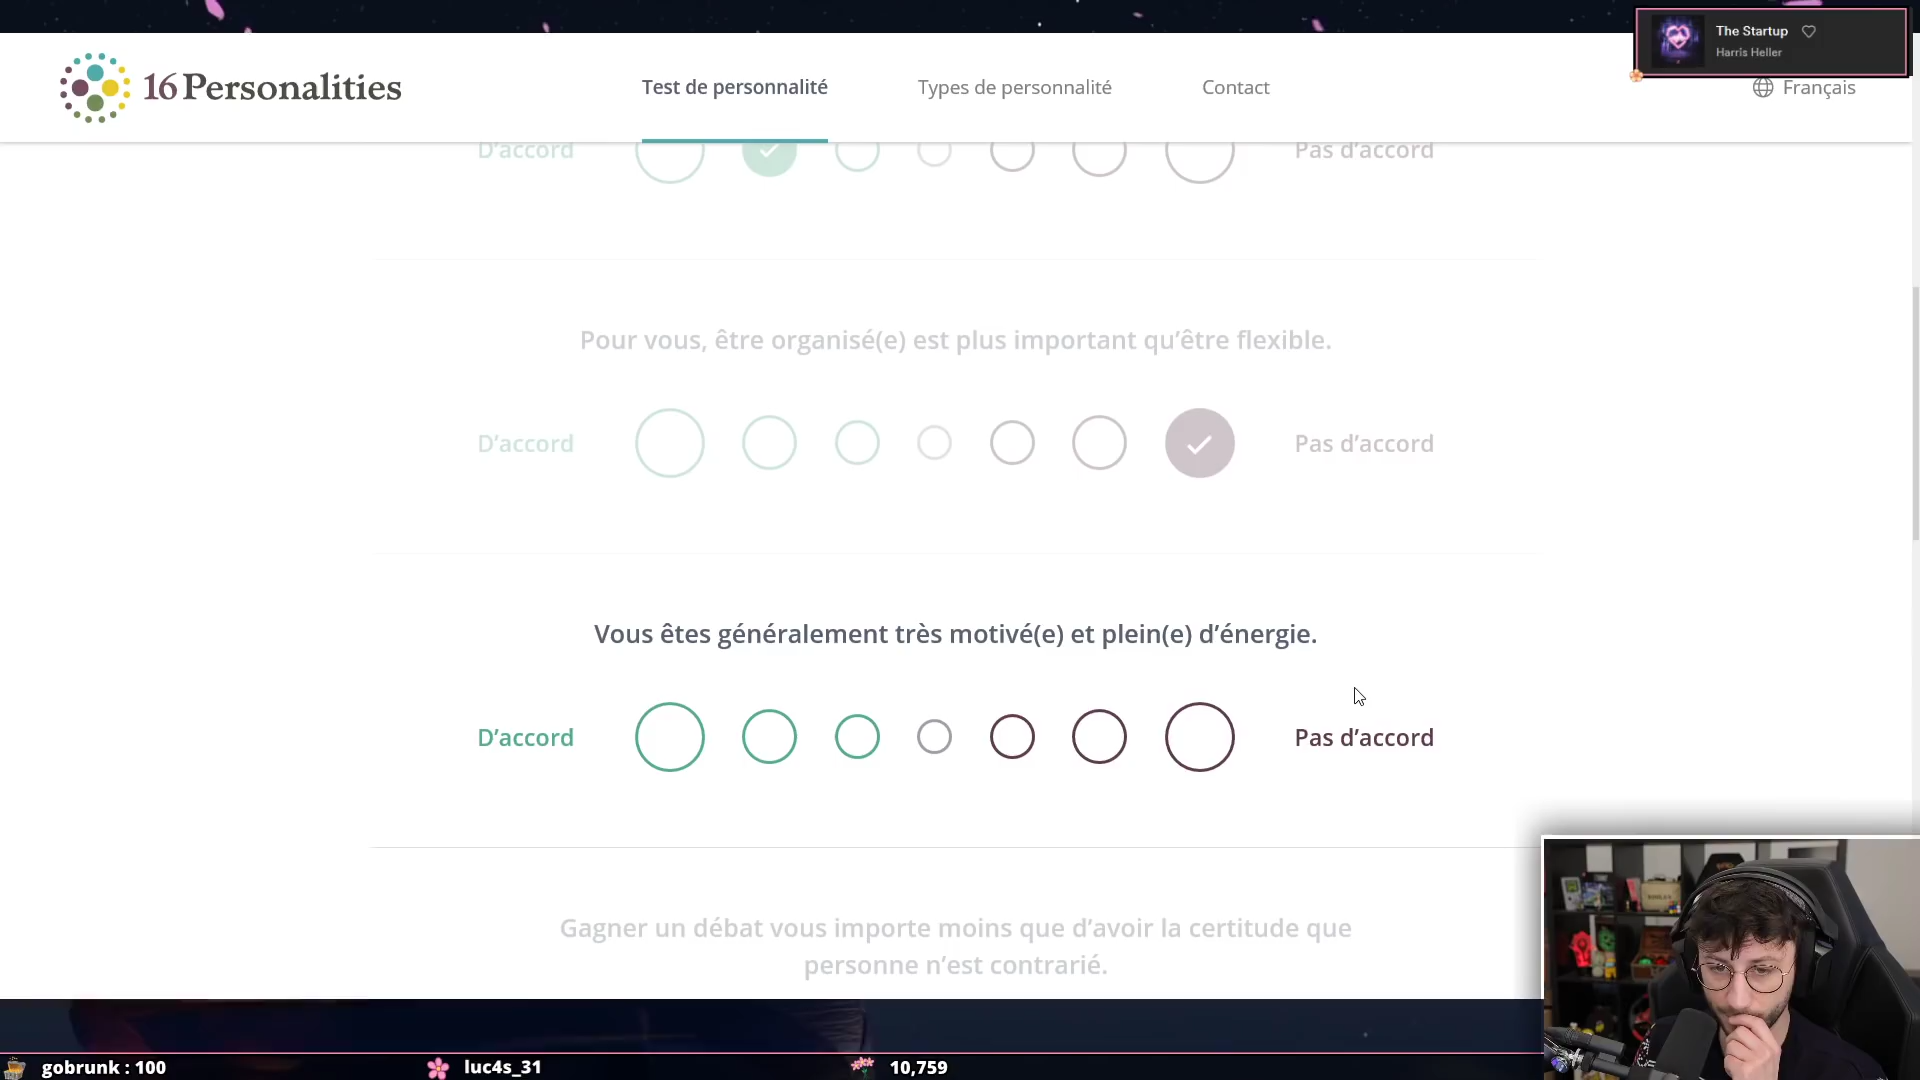 The Startup
Harris Heller
16Personalities
Test de personnalité
Types de personnalité
Contact
Français
D'accord
Pas d'accord
Pour vous, être organisé(e) est plus important qu'être flexible.
D'accord
Pas d'accord
Vous êtes généralement très motivé(e) et plein(e) d'énergie.
D'accord
Pas d'accord
Gagner un débat vous importe moins que d'avoir la certitude que
personne n'est contrarié.
gobrunk : 100
luc4s_31
10,759